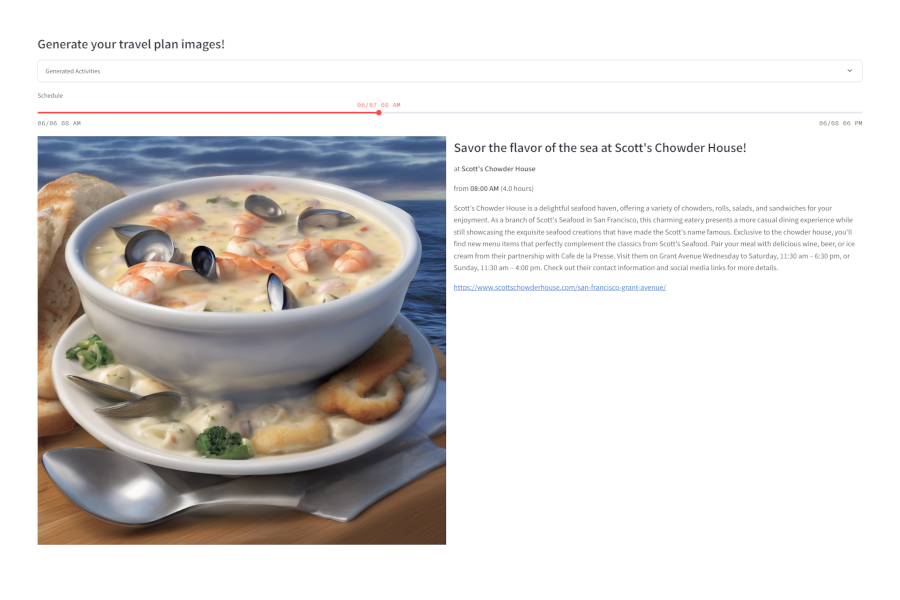 Generate your travel plan images!
Generated Activities
Schedule
06/07 08 AM
06/06 08 AM
06/08 06 PM
Savor the flavor of the sea at Scott's Chowder House!
at Scott's Chowder House
from 08:00 AM (4.0 hours)
Scott's Chowder House is a delightful seafood haven, offering a variety of chowders, rolls, salads, and sandwiches for your
enjoyment. As a branch of Scott's Seafood in San Francisco, this charming eatery presents a more casual dining experience while
still showcasing the exquisite seafood creations that have made the Scott's name famous. Exclusive to the chowder house, you'll
find new menu items that perfectly complement the classics from Scott's Seafood. Pair your meal with delicious wine, beer, or ice
cream from their partnership with Cafe de la Presse. Visit them on Grant Avenue Wednesday to Saturday, 11:30 am – 6:30 pm, or
Sunday, 11:30 am – 4:00 pm. Check out their contact information and social media links for more details.
https://www.scottschowderhouse.com/san-francisco-grant-avenue/